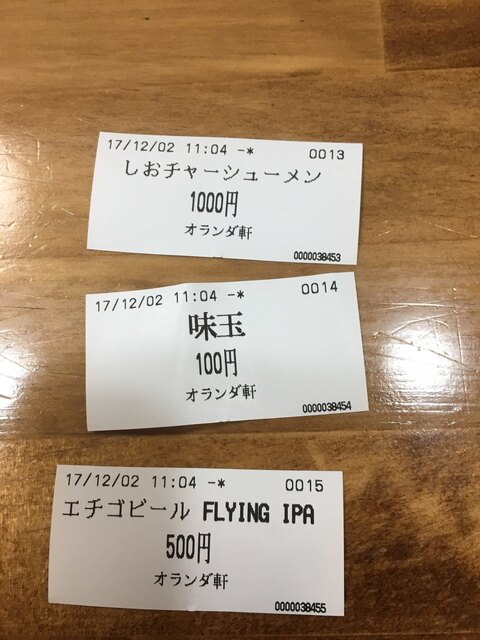 17/12/02 11:04 -* 0013
しおチャーシューメン
1000円
オランダ軒
0000038453
17/12/02 11:04 -* 0014
味玉
100円
オランダ軒
0000038454
17/12/02 11:04 -* 0015
エチゴビール FLYING IPA
500円
オランダ軒
0000038455